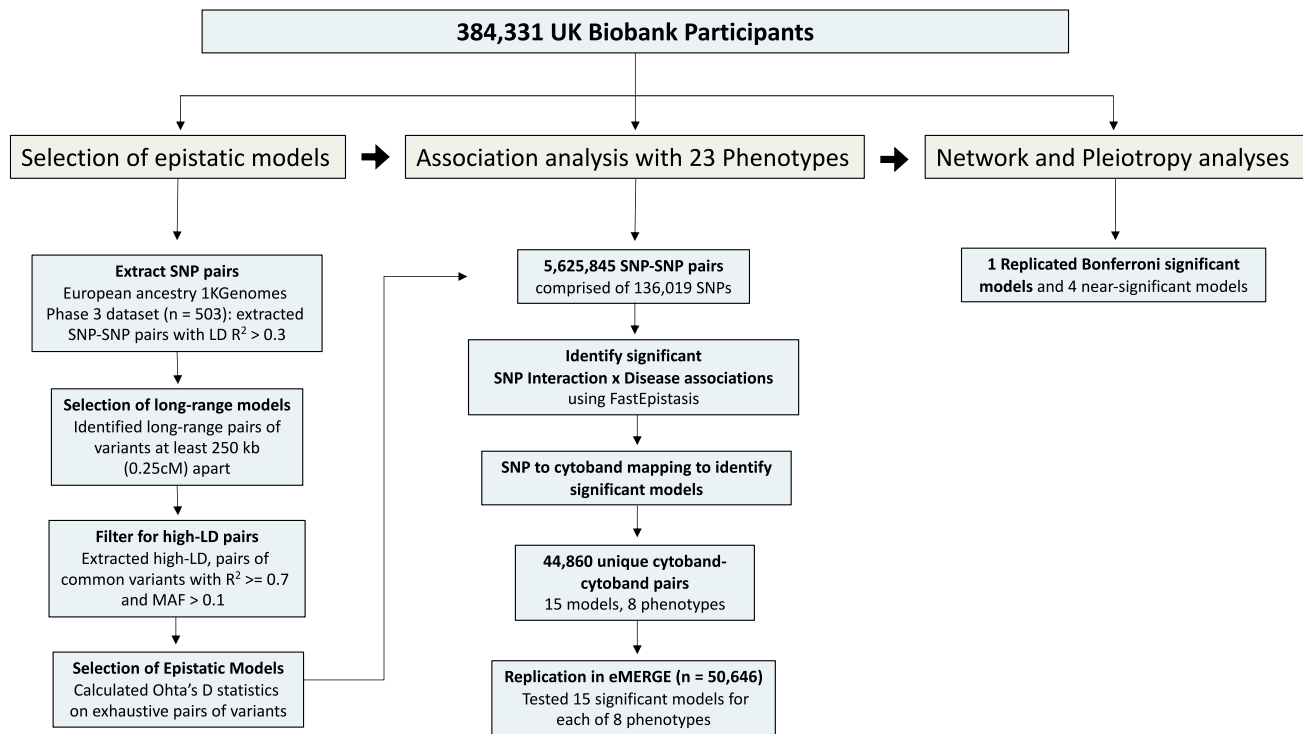 384,331 UK Biobank Participants
Selection of epistatic models
Association analysis with 23 Phenotypes
Network and Pleiotropy analyses
Extract SNP pairs
European ancestry 1KGenomes
Phase 3 dataset (n = 503): extracted
SNP-SNP pairs with LD R² > 0.3
Selection of long-range models
Identified long-range pairs of
variants at least 250 kb
(0.25cM) apart
Filter for high-LD pairs
Extracted high-LD, pairs of
common variants with R² >= 0.7
and MAF > 0.1
Selection of Epistatic Models
Calculated Ohta's D statistics
on exhaustive pairs of variants
5,625,845 SNP-SNP pairs
comprised of 136,019 SNPs
Identify significant
SNP Interaction x Disease associations
using FastEpistasis
SNP to cytoband mapping to identify
significant models
44,860 unique cytoband-
cytoband pairs
15 models, 8 phenotypes
Replication in eMERGE (n = 50,646)
Tested 15 significant models for
each of 8 phenotypes
1 Replicated Bonferroni significant
models and 4 near-significant models